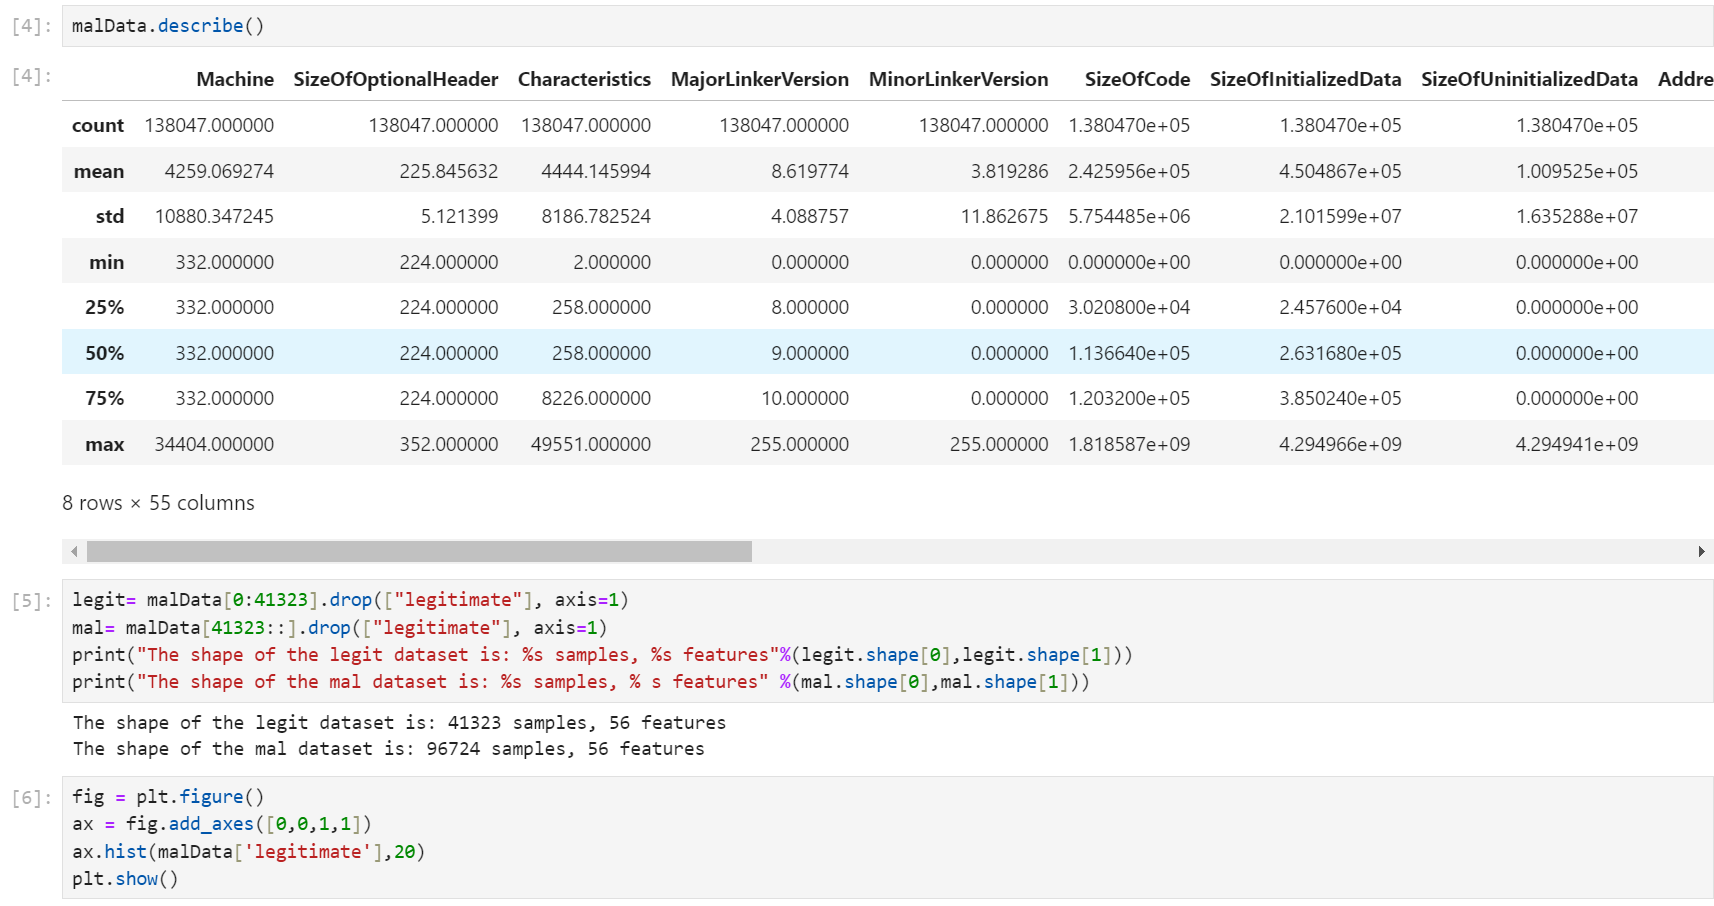 [4]: malData.describe()
[4]: Machine SizeOfOptionalHeader Characteristics MajorLinkerVersion MinorLinkerVersion SizeOfCode SizeOfInitializedData SizeOfUninitializedData Addre
count 138047.000000 138047.000000 138047.000000 138047.000000 138047.000000 1.380470e+05 1.380470e+05 1.380470e+05
mean 4259.069274 225.845632 4444.145994 8.619774 3.819286 2.425956e+05 4.504867e+05 1.009525e+05
std 10880.347245 5.121399 8186.782524 4.088757 11.862675 5.754485e+06 2.101599e+07 1.635288e+07
min 332.000000 224.000000 2.000000 0.000000 0.000000 0.000000e+00 0.000000e+00 0.000000e+00
25% 332.000000 224.000000 258.000000 8.000000 0.000000 3.020800e+04 2.457600e+04 0.000000e+00
50% 332.000000 224.000000 258.000000 9.000000 0.000000 1.136640e+05 2.631680e+05 0.000000e+00
75% 332.000000 224.000000 8226.000000 10.000000 0.000000 1.203200e+05 3.850240e+05 0.000000e+00
max 34404.000000 352.000000 49551.000000 255.000000 255.000000 1.818587e+09 4.294966e+09 4.294941e+09
8 rows × 55 columns
[5]: legit= malData[0:41323].drop(["legitimate"], axis=1)
mal= malData[41323::].drop(["legitimate"], axis=1)
print("The shape of the legit dataset is: %s samples, %s features"%(legit.shape[0],legit.shape[1]))
print("The shape of the mal dataset is: %s samples, % s features" %(mal.shape[0],mal.shape[1]))
The shape of the legit dataset is: 41323 samples, 56 features
The shape of the mal dataset is: 96724 samples, 56 features
[6]: fig = plt.figure()
ax = fig.add_axes([0,0,1,1])
ax.hist(malData['legitimate'],20)
plt.show()